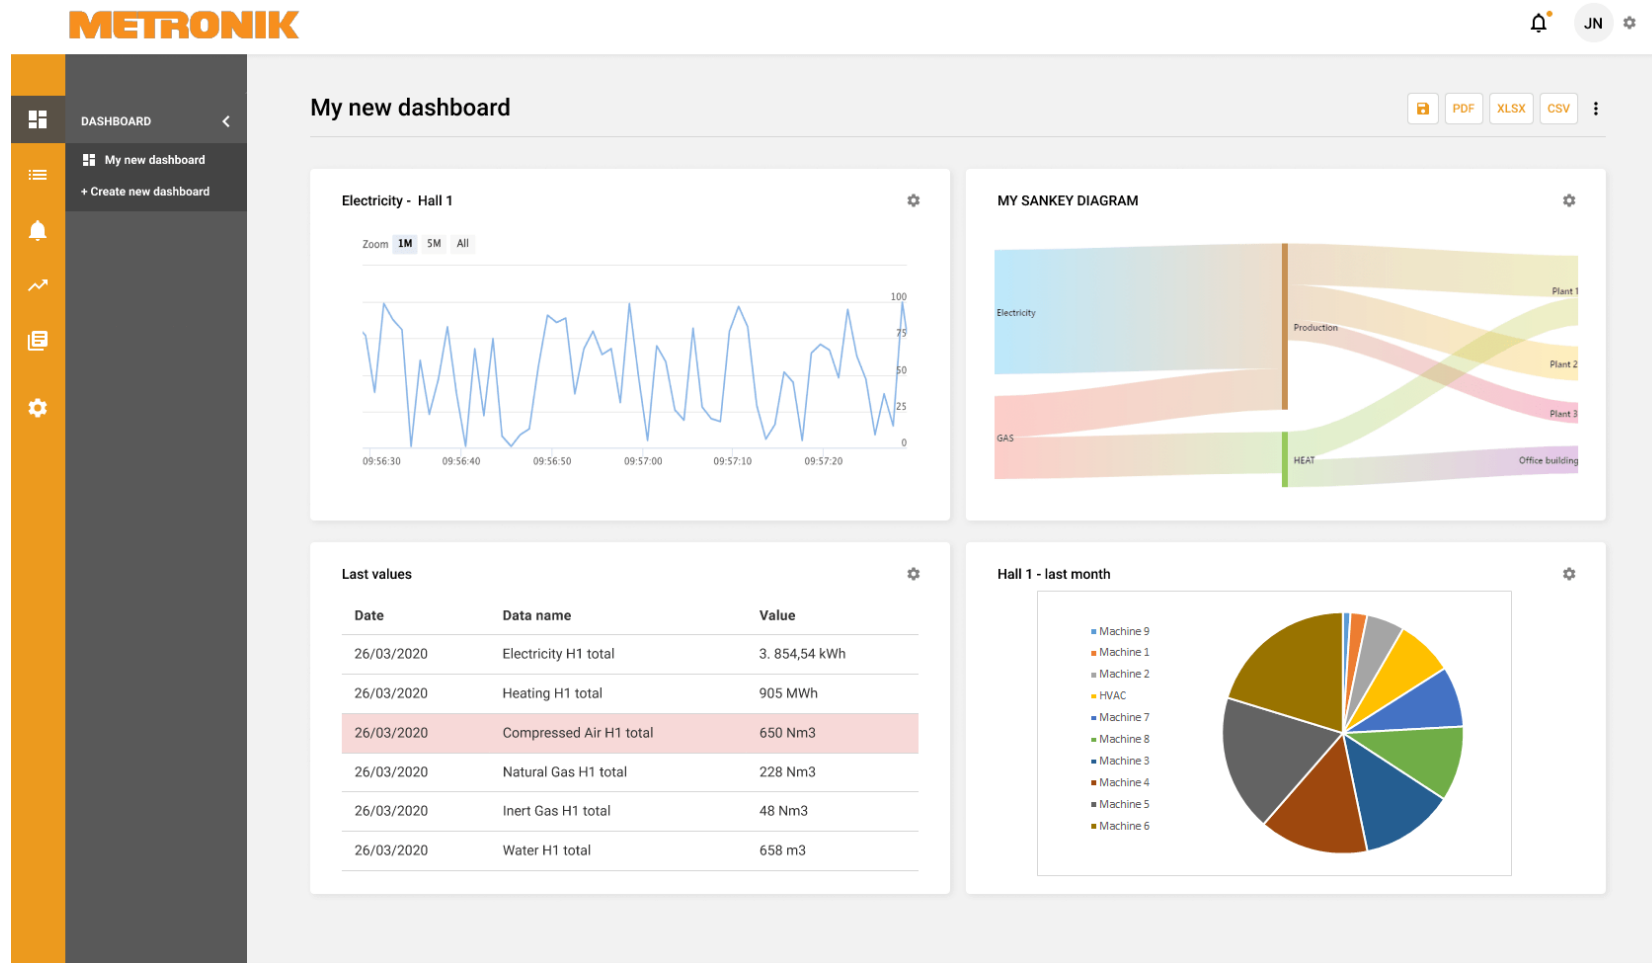 METRONIK
JN
DASHBOARD
My new dashboard
+ Create new dashboard
My new dashboard
PDF XLSX CSV
Electricity - Hall 1
Zoom 1M 5M All
100
75
50
25
0
09:56:30 09:56:40 09:56:50 09:57:00 09:57:10 09:57:20
MY SANKEY DIAGRAM
Electricity
GAS
Production
HEAT
Plant 1
Plant 2
Plant 3
Office building
Last values
Date Data name Value
26/03/2020 Electricity H1 total 3. 854,54 kWh
26/03/2020 Heating H1 total 905 MWh
26/03/2020 Compressed Air H1 total 650 Nm3
26/03/2020 Natural Gas H1 total 228 Nm3
26/03/2020 Inert Gas H1 total 48 Nm3
26/03/2020 Water H1 total 658 m3
Hall 1 - last month
Machine 9
Machine 1
Machine 2
HVAC
Machine 7
Machine 8
Machine 3
Machine 4
Machine 5
Machine 6